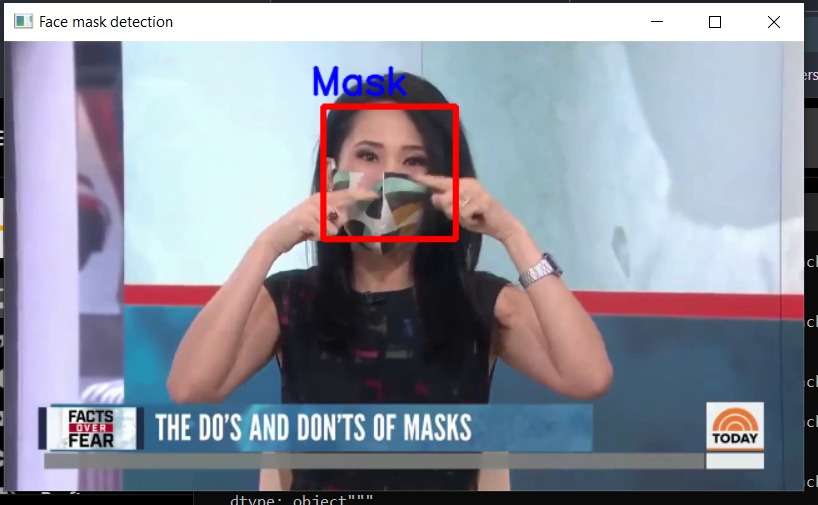 Face mask detection
Mask
FACTS
OVER
FEAR
THE DO'S AND DON'TS OF MASKS
TODAY
dtype: object"""